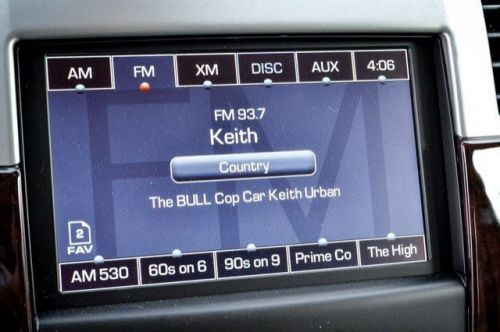 AM FM XM DISC AUX 4:06
FM
FM 93.7
Keith
Country
The BULL Cop Car Keith Urban
2
FAV
AM 530 60s on 6 90s on 9 Prime Co The High